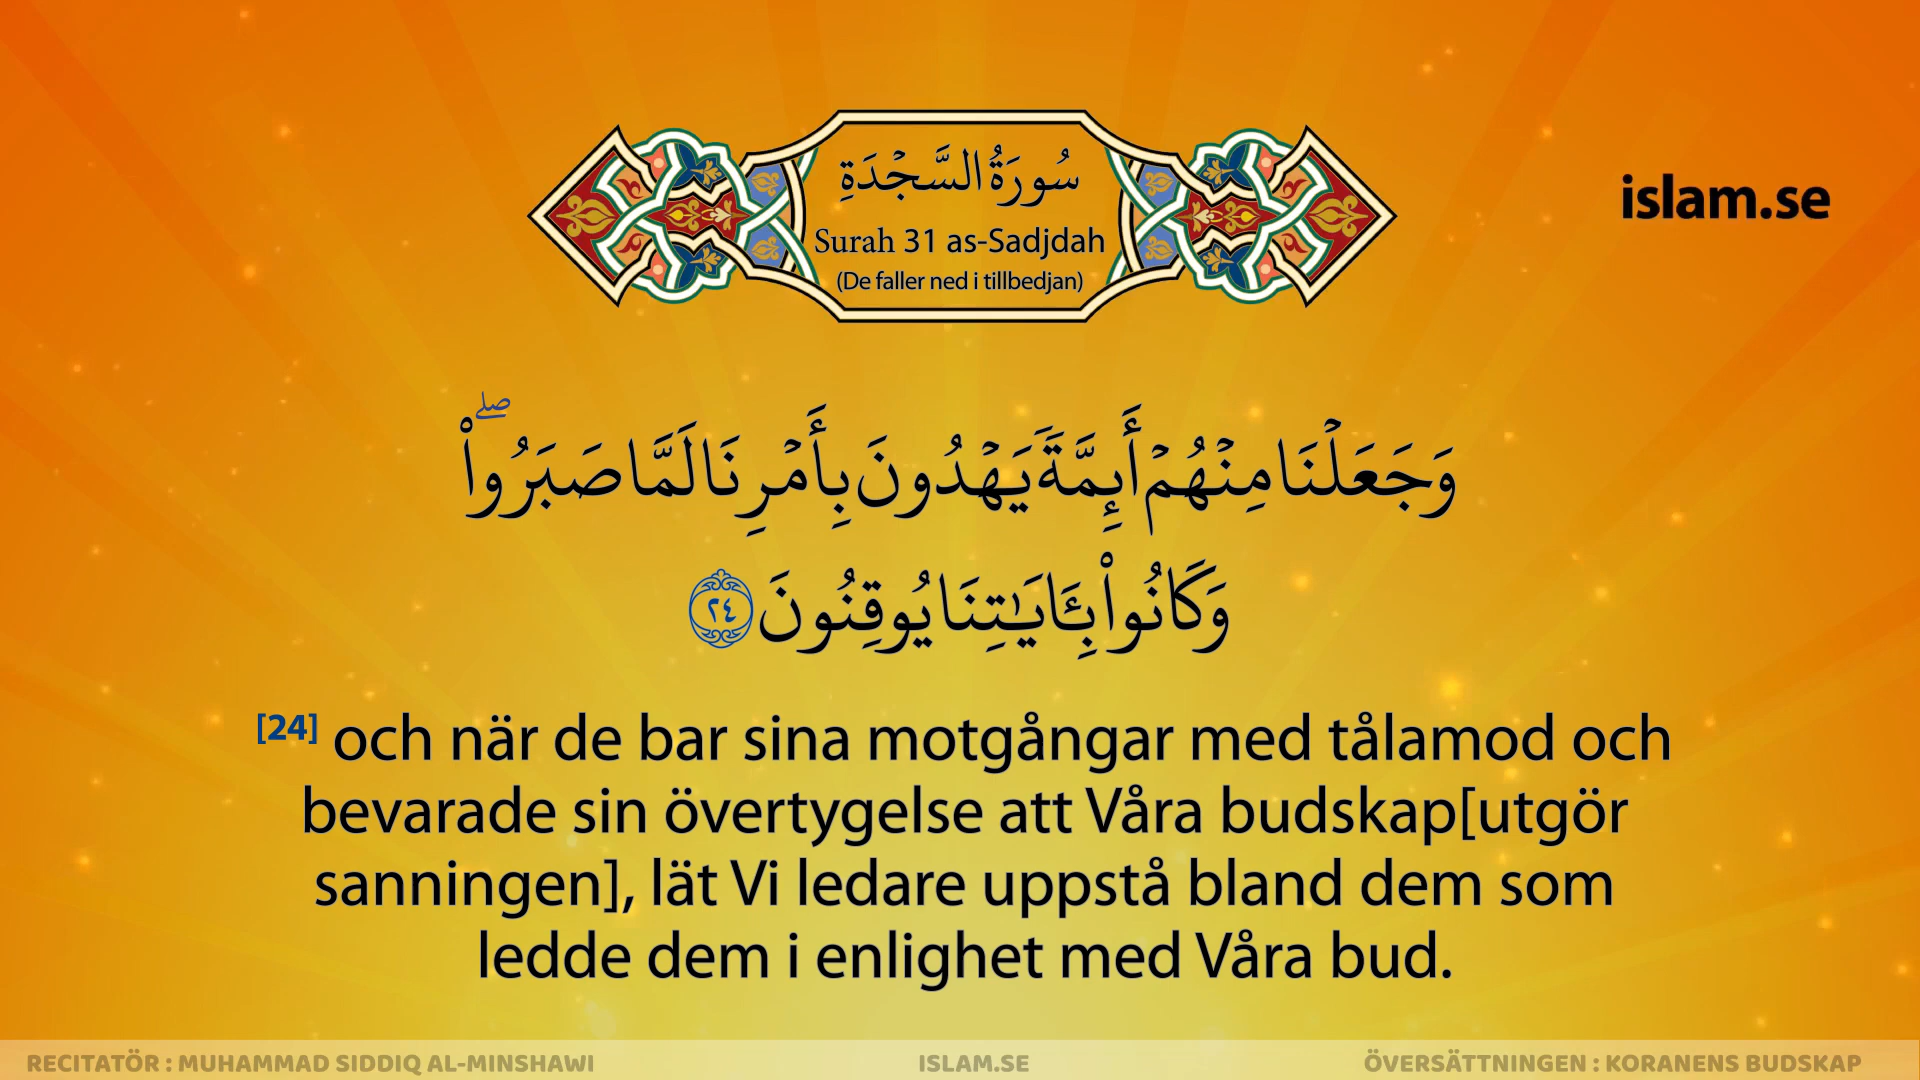 سُورَةُ السَّجْدَةِ
Surah 31 as-Sadjdah
(De faller ned i tillbedjan)
islam.se
وَجَعَلْنَا مِنْهُمْ أَئِمَّةً يَهْدُونَ بِأَمْرِنَا لَمَّا صَبَرُوا۟ ۖ
وَكَانُوا۟ بِـَٔايَـٰتِنَا يُوقِنُونَ ٢٤
[24] och när de bar sina motgångar med tålamod och
bevarade sin övertygelse att Våra budskap[utgör
sanningen], lät Vi ledare uppstå bland dem som
ledde dem i enlighet med Våra bud.
RECITATÖR : MUHAMMAD SIDDIQ AL-MINSHAWI
ISLAM.SE
ÖVERSÄTTNINGEN : KORANENS BUDSKAP